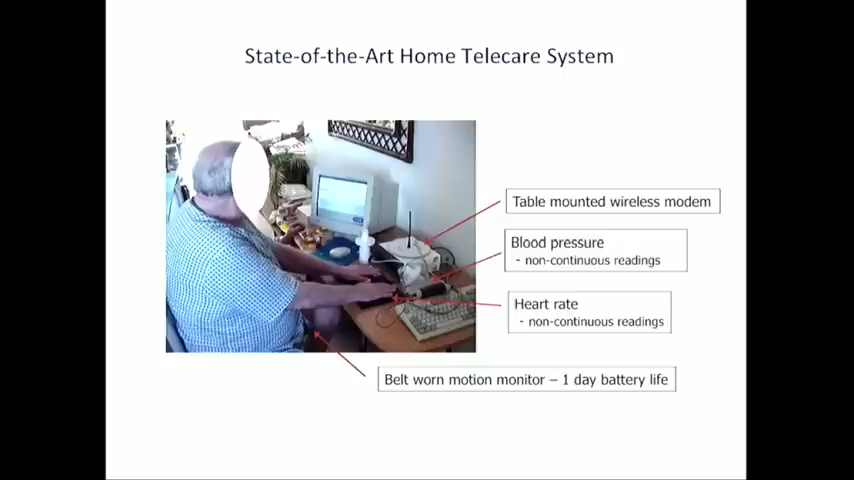 State-of-the-Art Home Telecare System
Table mounted wireless modem
Blood pressure
- non-continuous readings
Heart rate
- non-continuous readings
Belt worn motion monitor – 1 day battery life